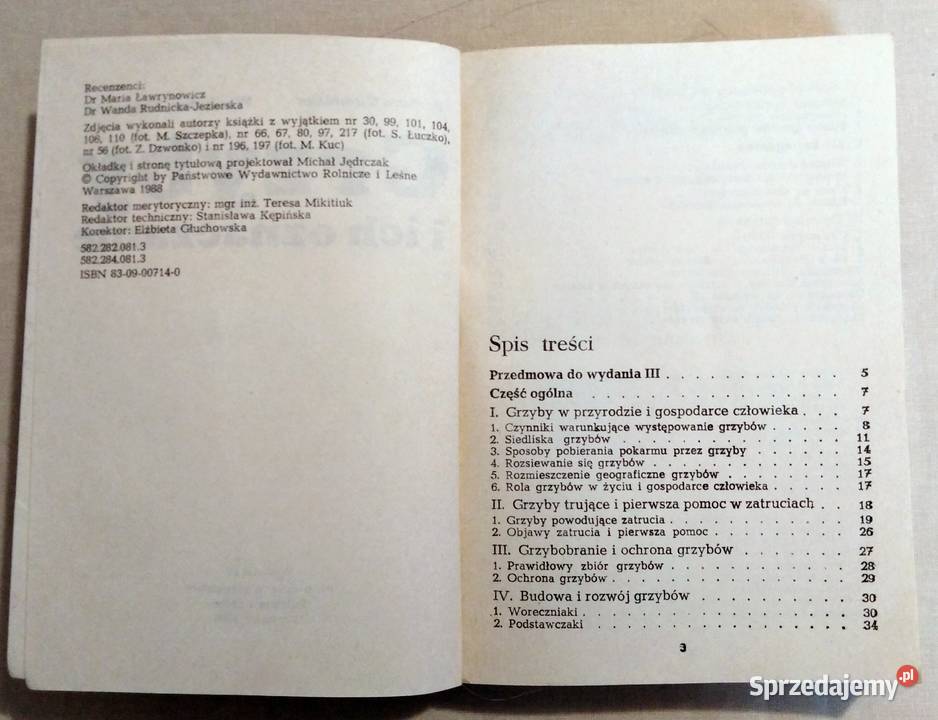 Recenzenci:
Dr Maria Ławrynowicz
Dr Wanda Rudnicka-Jezierska
Zdjęcia wykonali autorzy książki z wyjątkiem nr 30, 99, 101, 104,
106, 110 (fot. M. Szczepka), nr 66, 67, 80, 97, 217 (fot. S. Łuczko),
nr 56 (fot. Z. Dzwonko) i nr 196, 197 (fot. M. Kuc)
Okładkę i stronę tytułową projektował Michał Jędrczak
© Copyright by Państwowe Wydawnictwo Rolnicze i Leśne
Warszawa 1988
Redaktor merytoryczny: mgr inż. Teresa Mikitiuk
Redaktor techniczny: Stanisława Kępińska
Korektor: Elżbieta Głuchowska
582.282.081.3
582.284.081.3
ISBN 83-09-00714-0
Spis treści
Przedmowa do wydania III . . . . . . . . . . . 5
Część ogólna . . . . . . . . . . . . . . . 7
I. Grzyby w przyrodzie i gospodarce człowieka . . . 7
1. Czynniki warunkujące występowanie grzybów . . . . . 8
2. Siedliska grzybów . . . . . . . . . . . . . 11
3. Sposoby pobierania pokarmu przez grzyby . . . . . . 14
4. Rozsiewanie się grzybów . . . . . . . . . . . 15
5. Rozmieszczenie geograficzne grzybów . . . . . . . 17
6. Rola grzybów w życiu i gospodarce człowieka . . . . . 17
II. Grzyby trujące i pierwsza pomoc w zatruciach . . 18
1. Grzyby powodujące zatrucia . . . . . . . . . . 19
2. Objawy zatrucia i pierwsza pomoc . . . . . . . . 26
III. Grzybobranie i ochrona grzybów . . . . . . . 27
1. Prawidłowy zbiór grzybów . . . . . . . . . . . 28
2. Ochrona grzybów . . . . . . . . . . . . . . 29
IV. Budowa i rozwój grzybów . . . . . . . . . 30
1. Woreczniaki . . . . . . . . . . . . . . . . 30
2. Podstawczaki . . . . . . . . . . . . . . . 34
3
Sprzedajemy.pl